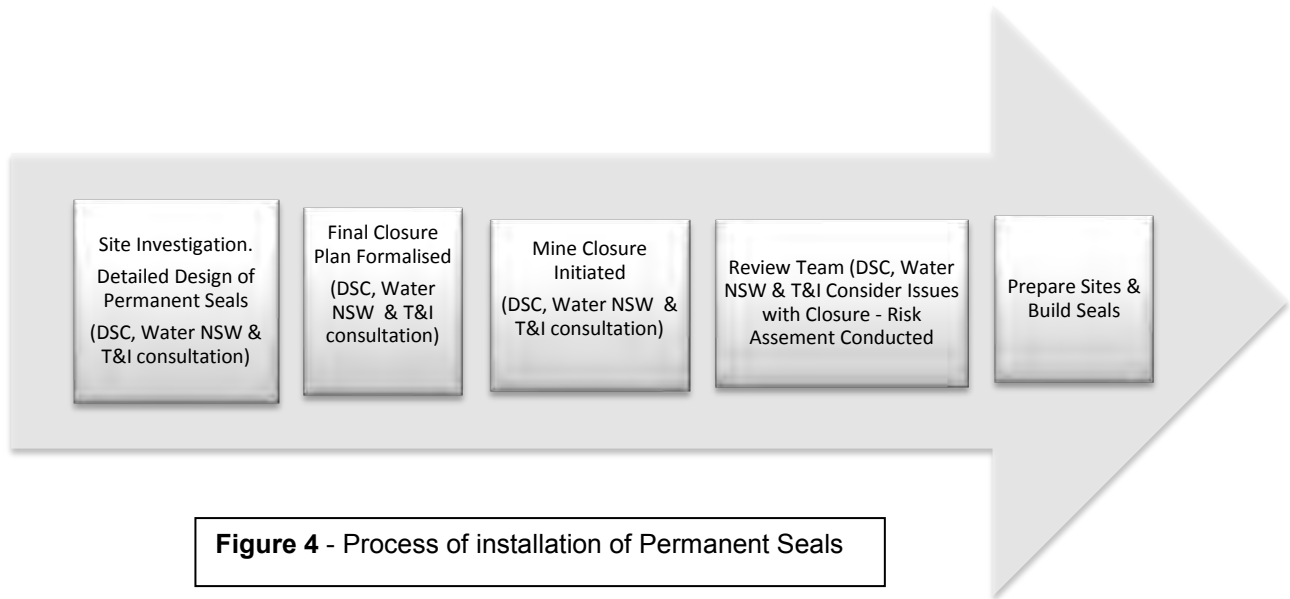 Site Investigation.
Detailed Design of
Permanent Seals
(DSC, Water NSW &
T&I consultation)
Final Closure
Plan Formalised
(DSC, Water
NSW & T&I
consultation)
Mine Closure
Initiated
(DSC, Water NSW &
T&I consultation)
Review Team (DSC, Water
NSW & T&I Consider Issues
with Closure - Risk
Assement Conducted
Prepare Sites &
Build Seals
Figure 4 - Process of installation of Permanent Seals